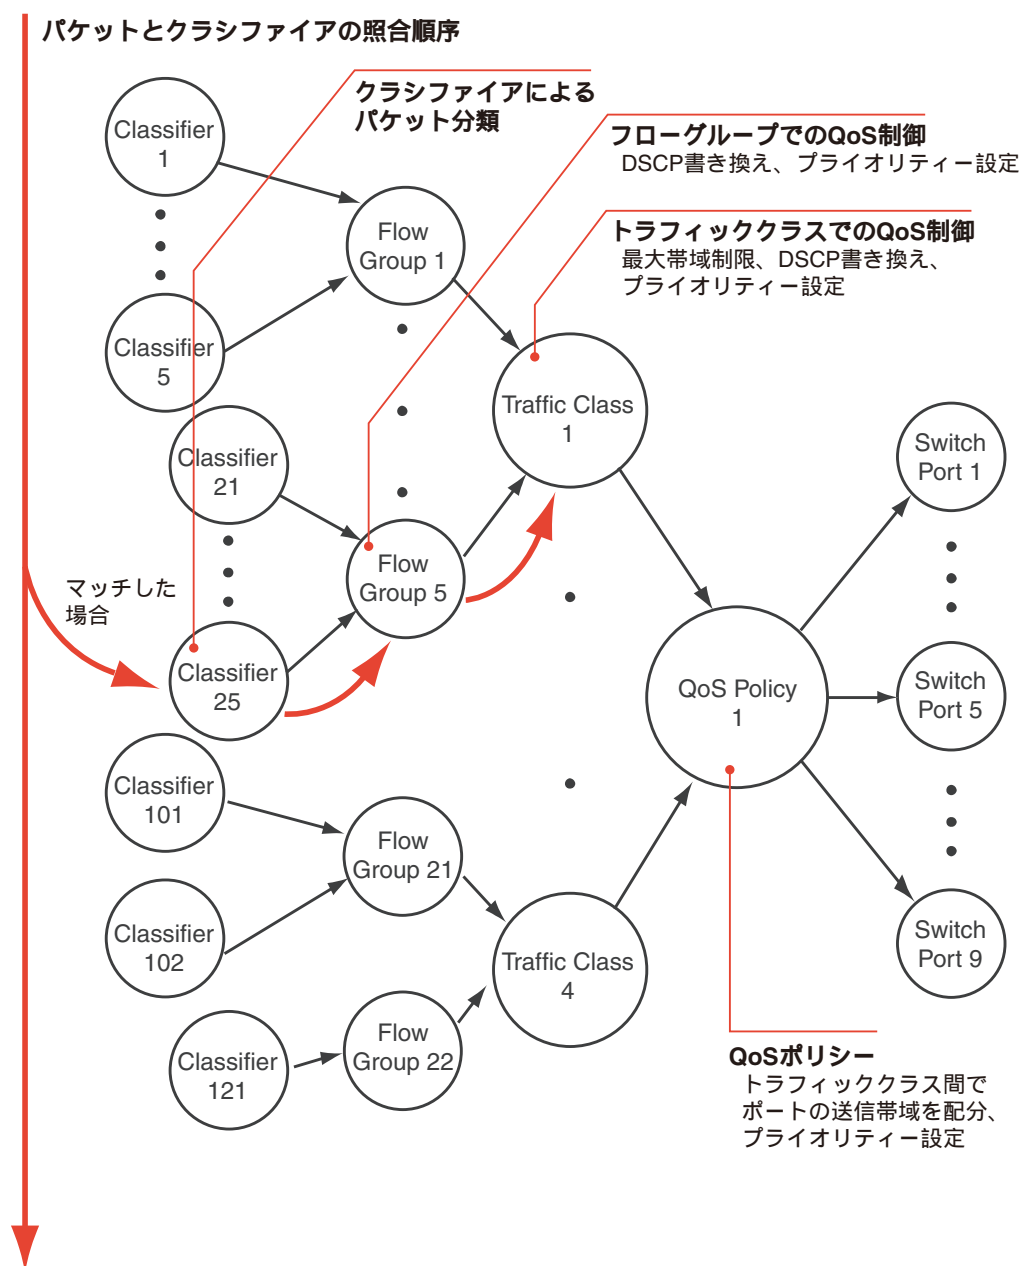 パケットとクラシファイアの照合順序
クラシファイアによる
パケット分類
フローグループでのQoS制御
DSCP書き換え、プライオリティー設定
トラフィッククラスでのQoS制御
最大帯域制限、DSCP書き換え、
プライオリティー設定
Classifier
1
Flow
Group 1
Classifier
5
Traffic Class
1
Classifier
21
Switch
Port 1
Flow
Group 5
マッチした
場合
Classifier
25
QoS Policy
1
Switch
Port 5
Classifier
101
Flow
Group 21
Classifier
102
Traffic Class
4
Switch
Port 9
Flow
Group 22
Classifier
121
QoSポリシー
トラフィッククラス間で
ポートの送信帯域を配分、
プライオリティー設定